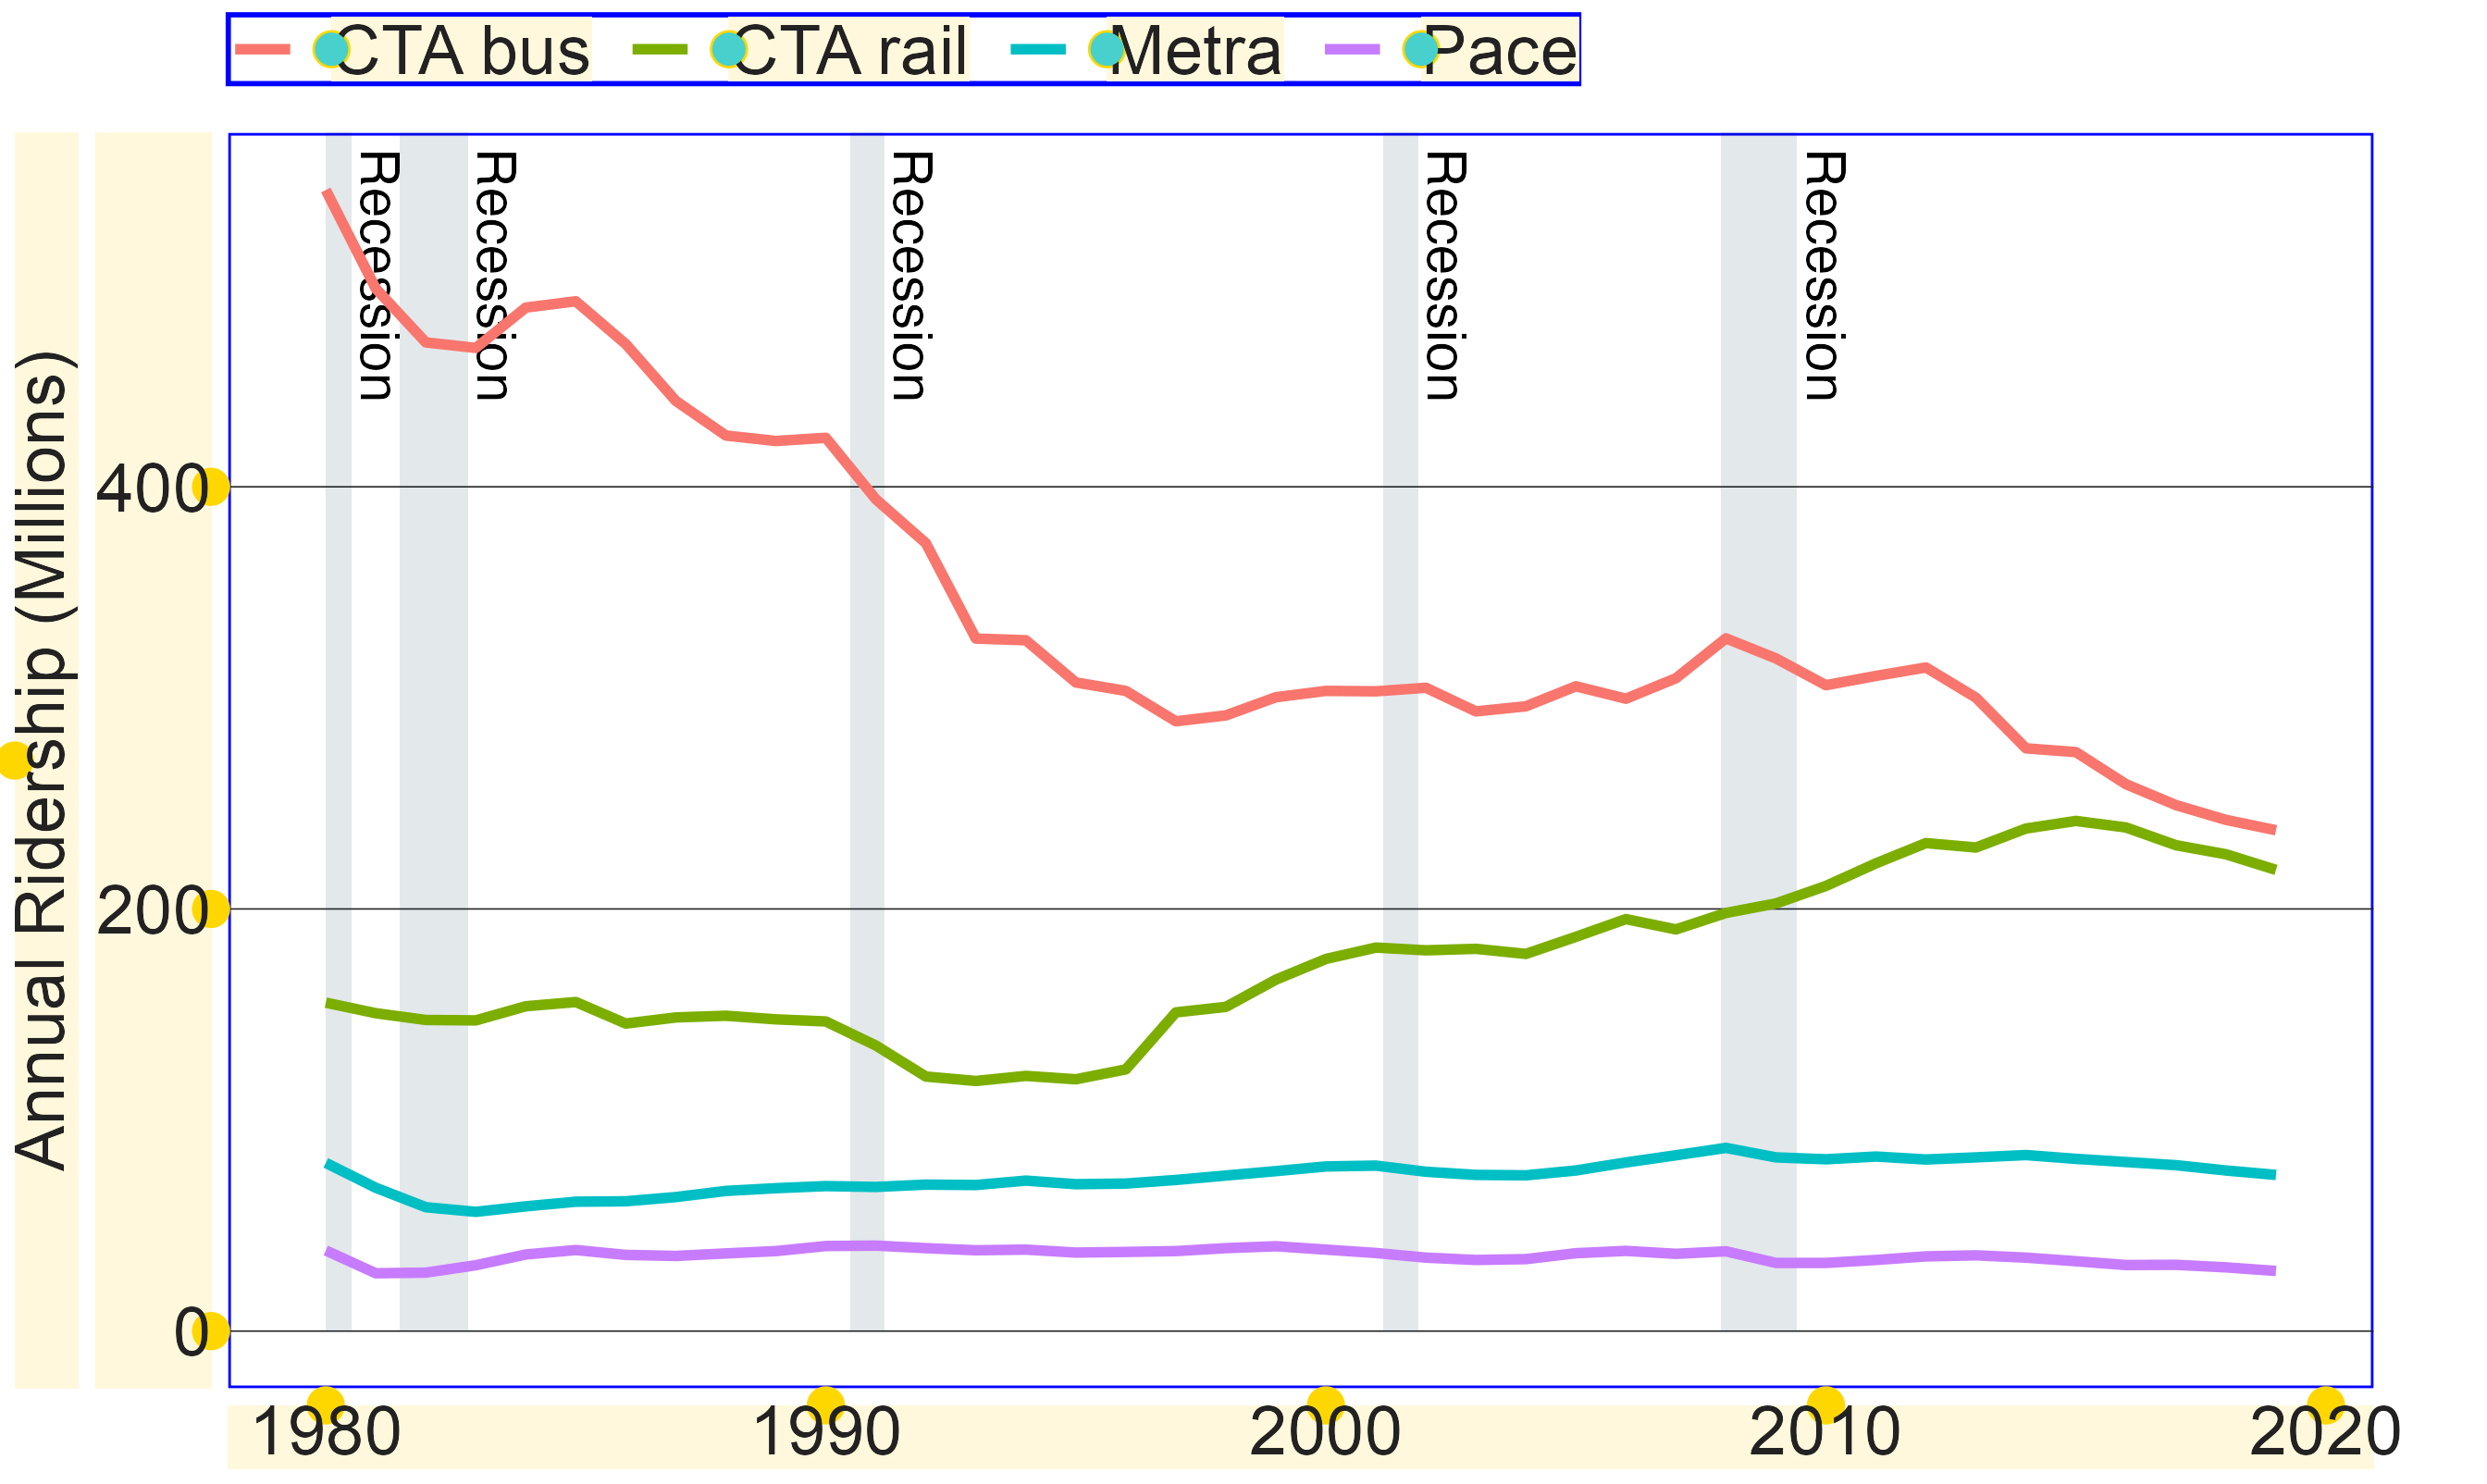 CTA bus CTA rail Metra Pace
Annual Ridership (Millions)
Recession
Recession
Recession
Recession
Recession
400
200
0
1980 1990 2000 2010 2020